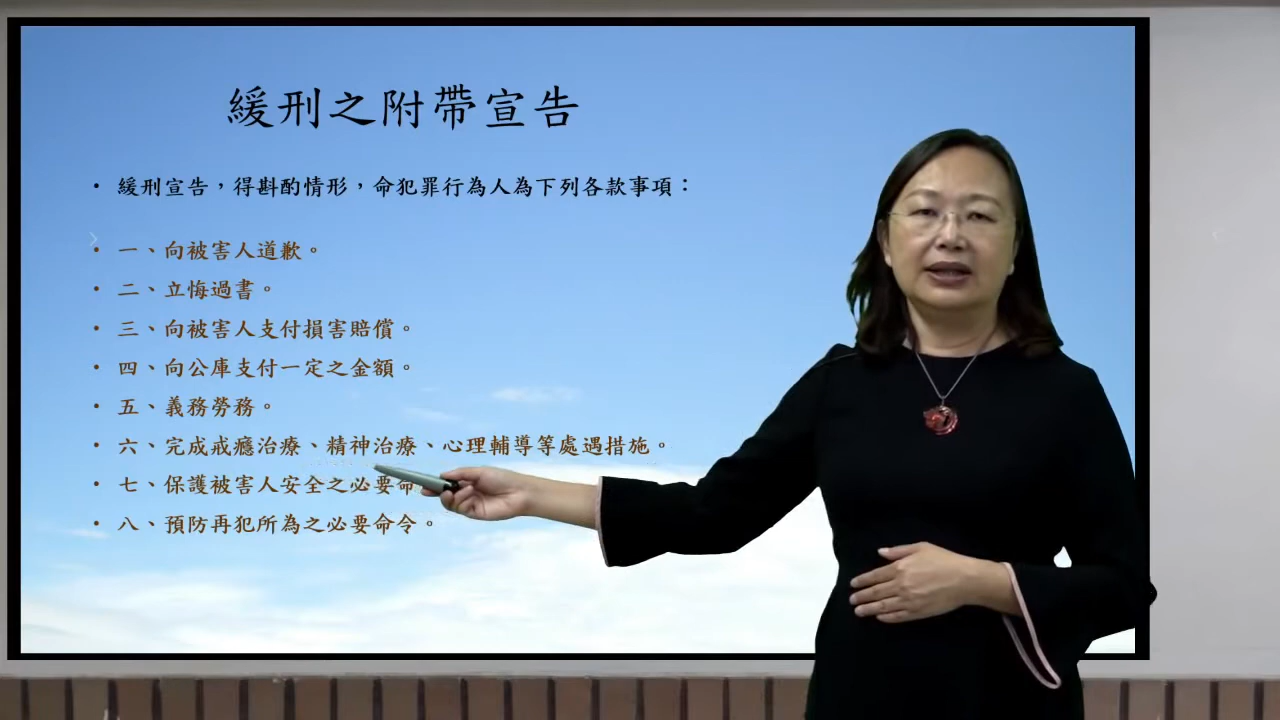 緩刑之附帶宣告
• 緩刑宣告，得斟酌情形，命犯罪行為人為下列各款事項：
• 一、向被害人道歉。
• 二、立悔過書。
• 三、向被害人支付損害賠償。
• 四、向公庫支付一定之金額。
• 五、義務勞務。
• 六、完成戒癮治療、精神治療、心理輔導等處遇措施。
• 七、保護被害人安全之必要命
• 八、預防再犯所為之必要命令。